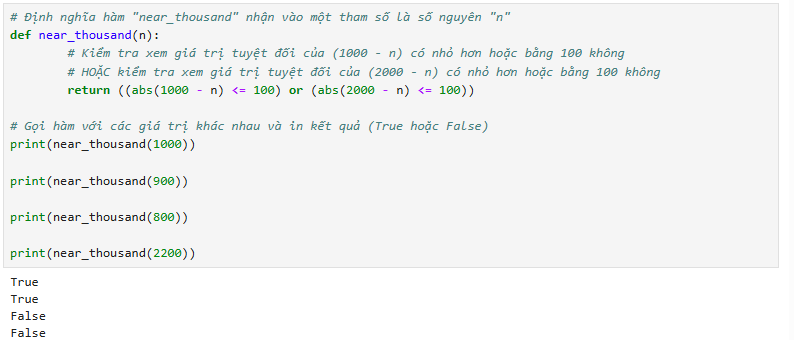 # Định nghĩa hàm "near_thousand" nhận vào một tham số là số nguyên "n"
def near_thousand(n):
# Kiểm tra xem giá trị tuyệt đối của (1000 - n) có nhỏ hơn hoặc bằng 100 không
# HOẶC kiểm tra xem giá trị tuyệt đối của (2000 - n) có nhỏ hơn hoặc bằng 100 không
return ((abs(1000 - n) <= 100) or (abs(2000 - n) <= 100))
# Gọi hàm với các giá trị khác nhau và in kết quả (True hoặc False)
print(near_thousand(1000))
print(near_thousand(900))
print(near_thousand(800))
print(near_thousand(2200))
True
True
False
False